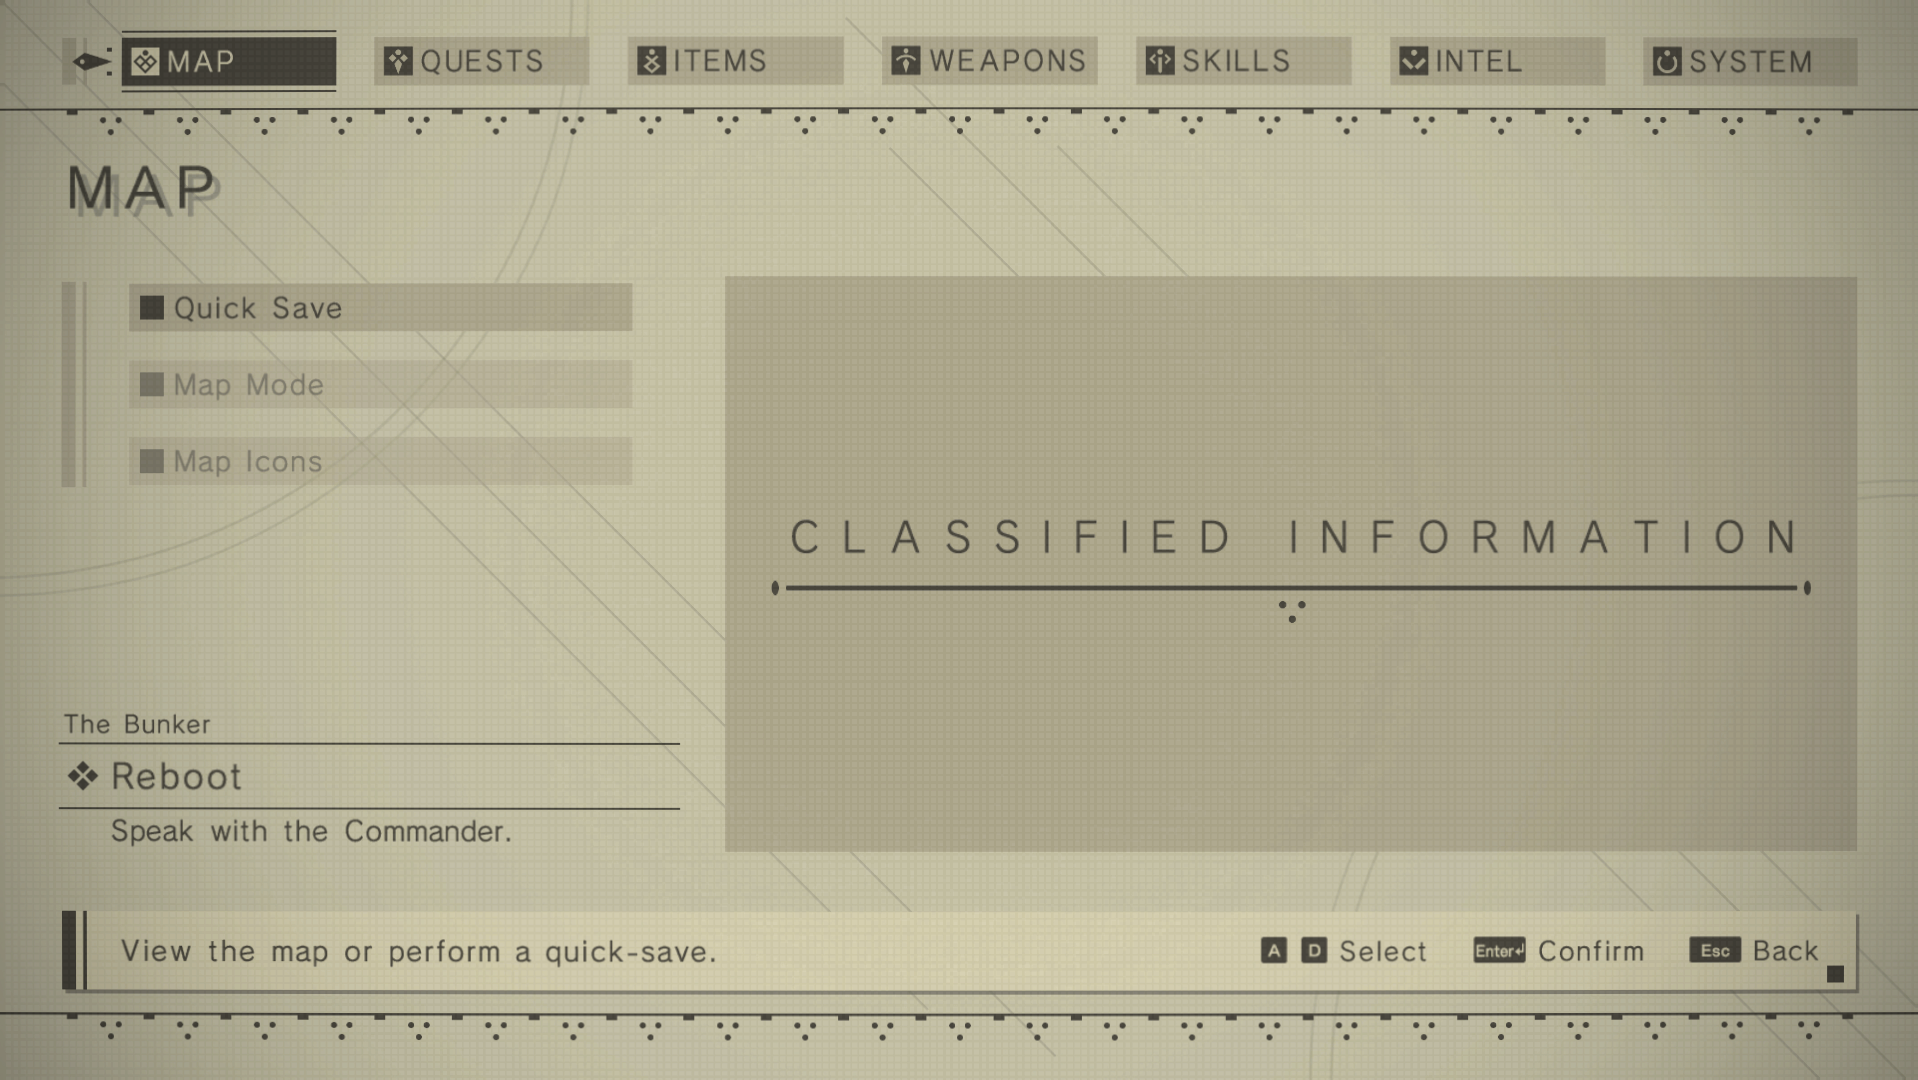 MAP QUESTS ITEMS WEAPONS SKILLS INTEL SYSTEM
MAP
Quick Save
Map Mode
Map Icons
CLASSIFIED INFORMATION
The Bunker
Reboot
Speak with the Commander.
View the map or perform a quick-save.
A D Select Enter↵ Confirm Esc Back